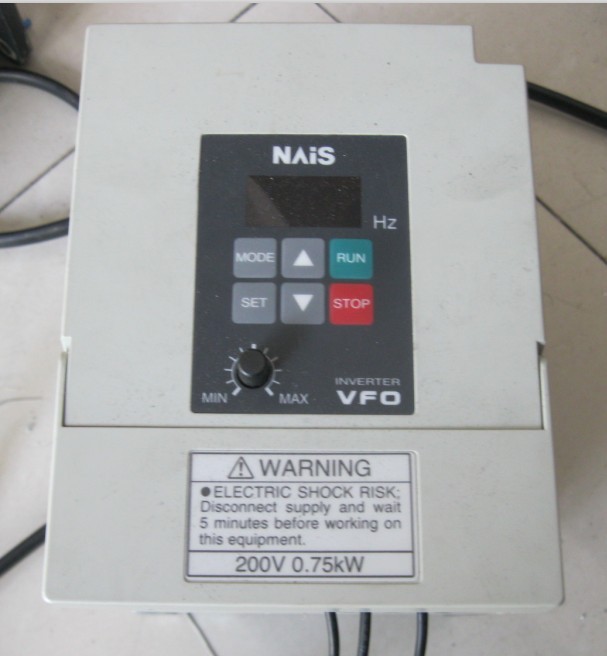 NAiS
Hz
MODE ▲ RUN
SET ▼ STOP
MIN MAX
INVERTER
VFO
⚠ WARNING
●ELECTRIC SHOCK RISK;
Disconnect supply and wait
5 minutes before working on
this equipment.
200V 0.75kW